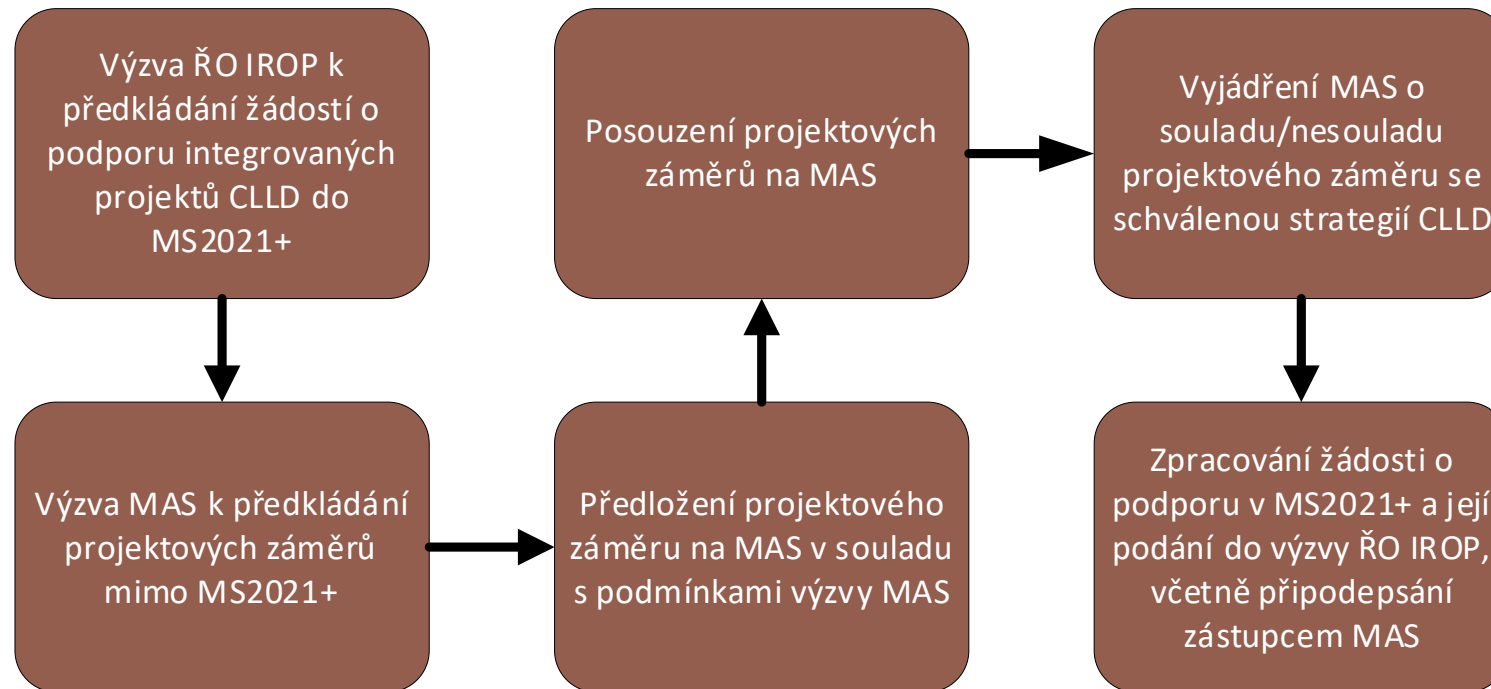 Výzva ŘO IROP k
předkládání žádostí o
podporu integrovaných
projektů CLLD do
MS2021+
Výzva MAS k předkládání
projektových záměrů
mimo MS2021+
Předložení projektového
záměru na MAS v souladu
s podmínkami výzvy MAS
Posouzení projektových
záměrů na MAS
Vyjádření MAS o
souladu/nesouladu
projektového záměru se
schválenou strategií CLLD
Zpracování žádosti o
podporu v MS2021+ a její
podání do výzvy ŘO IROP,
včetně připodepsání
zástupcem MAS